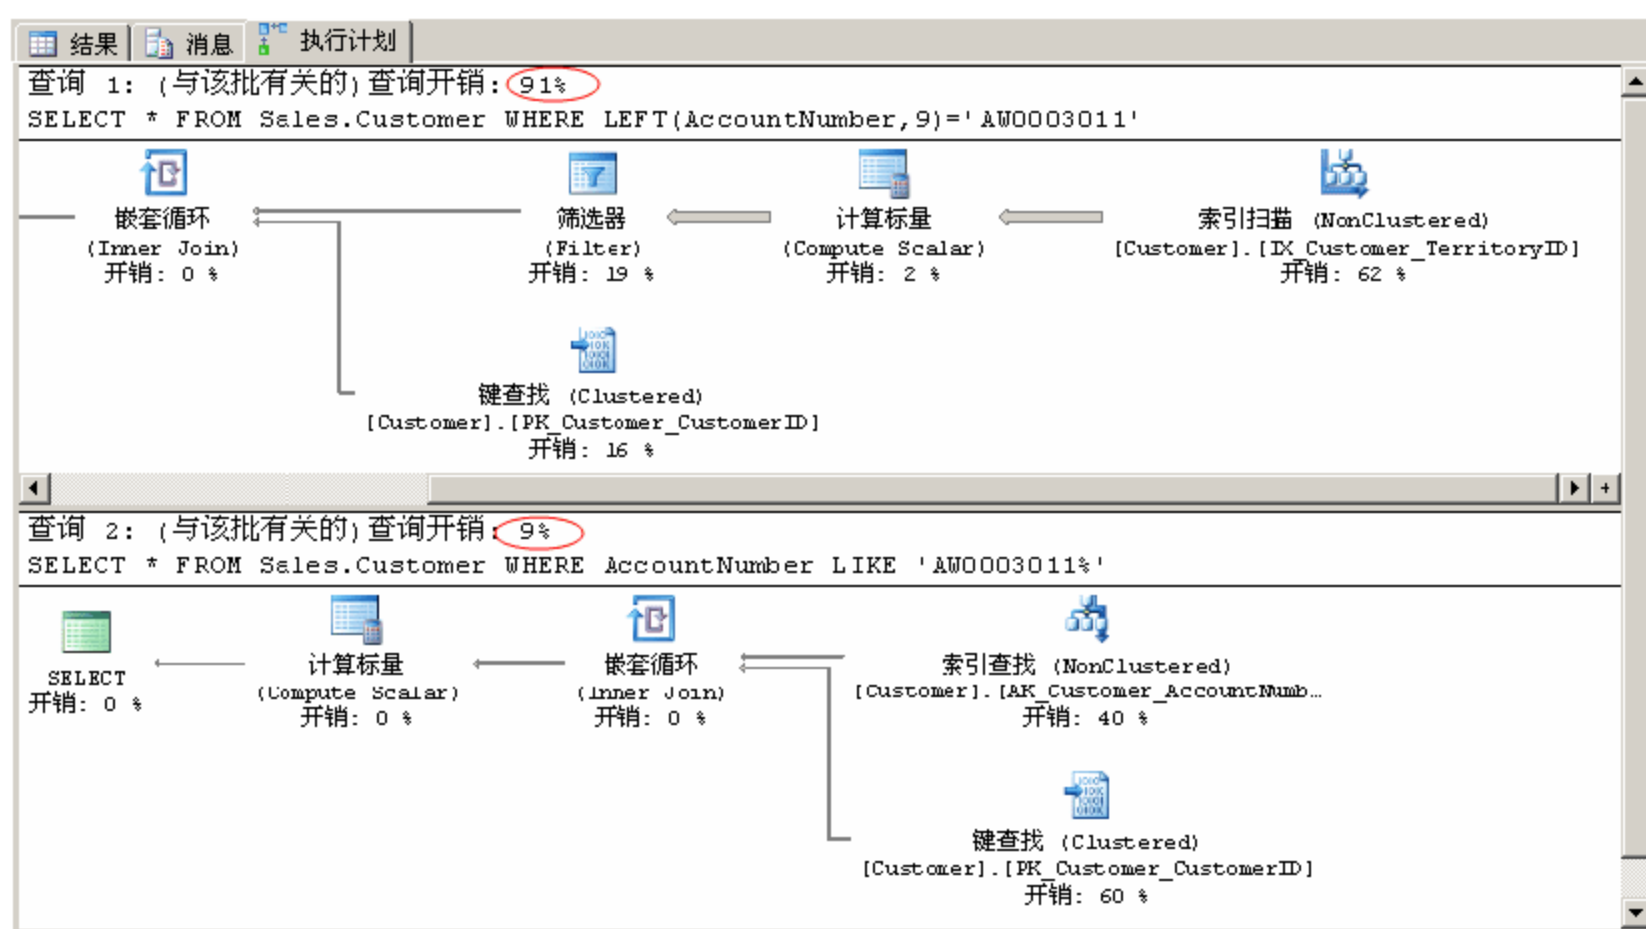 结果 消息 执行计划
查询 1: (与该批有关的)查询开销: 91%
SELECT * FROM Sales.Customer WHERE LEFT(AccountNumber,9)='AW0003011'
嵌套循环
(Inner Join)
开销: 0 %
筛选器
(Filter)
开销: 19 %
计算标量
(Compute Scalar)
开销: 2 %
索引扫描 (NonClustered)
[Customer].[IX_Customer_TerritoryID]
开销: 62 %
键查找 (Clustered)
[Customer].[PK_Customer_CustomerID]
开销: 16 %
查询 2: (与该批有关的)查询开销: 9%
SELECT * FROM Sales.Customer WHERE AccountNumber LIKE 'AW0003011%'
SELECT
开销: 0 %
计算标量
(Compute Scalar)
开销: 0 %
嵌套循环
(Inner Join)
开销: 0 %
索引查找 (NonClustered)
[Customer].[AK_Customer_AccountNumb…
开销: 40 %
键查找 (Clustered)
[Customer].[PK_Customer_CustomerID]
开销: 60 %